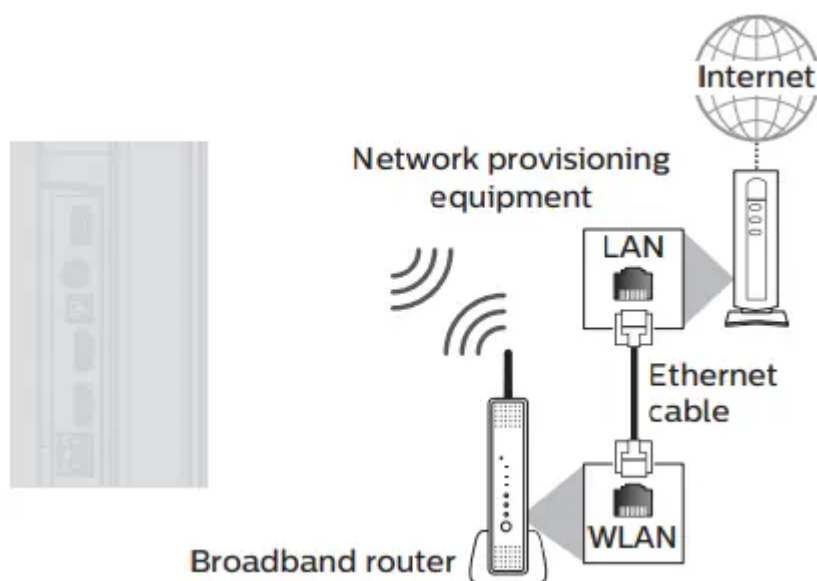 Internet
Network provisioning
equipment
LAN
Ethernet
cable
WLAN
Broadband router